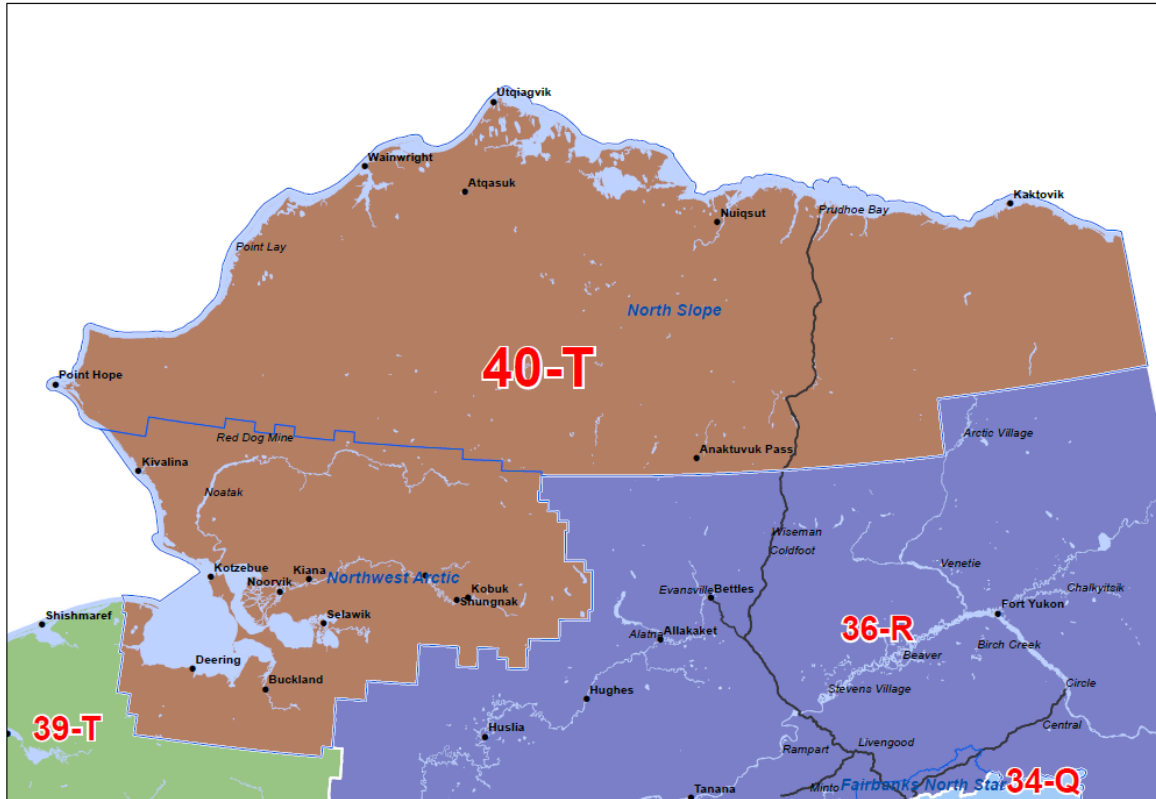 Utqiagvik
Wainwright
Atqasuk
Kaktovik
Nuiqsut
Prudhoe Bay
Point Lay
North Slope
40-T
Point Hope
Red Dog Mine
Arctic Village
Anaktuvuk Pass
Kivalina
Noatak
Wiseman
Coldfoot
Venetie
Kotzebue
Kiana
Northwest Arctic
Noorvik
Kobuk
Shungnak
Evansville
Bettles
Chalkyitsik
Fort Yukon
Shishmaref
Selawik
Alatna
Allakaket
36-R
Birch Creek
Beaver
Deering
Buckland
Hughes
Stevens Village
Circle
39-T
Huslia
Central
Rampart
Livengood
Tanana
Minto
Fairbanks North Star
34-Q